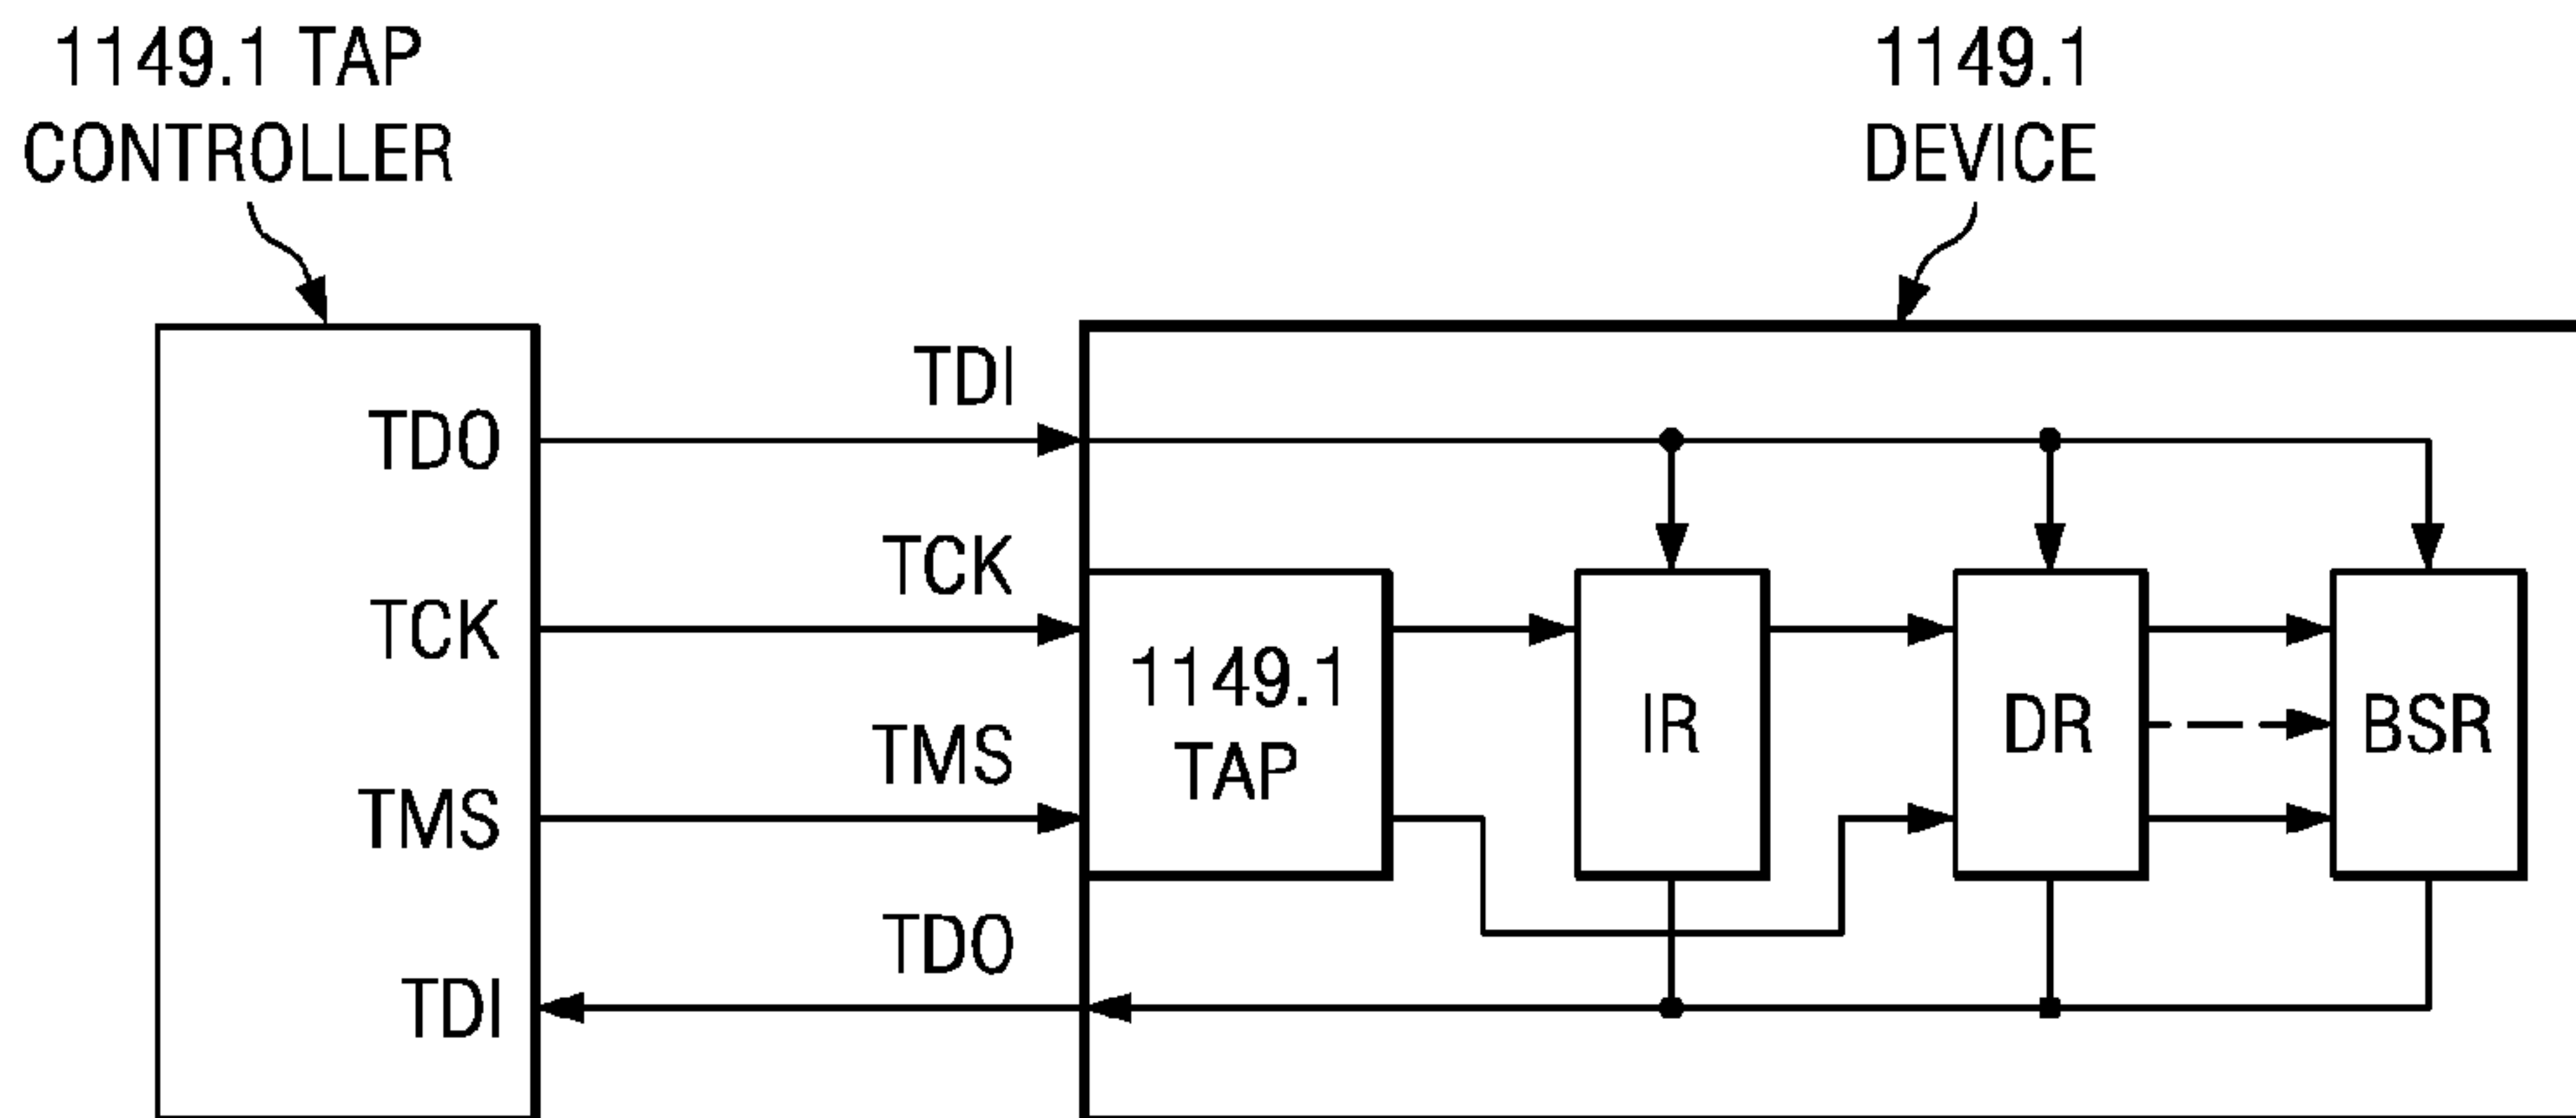 1149.1 TAP
CONTROLLER
1149.1
DEVICE
TDO
TCK
TMS
TDI
TDI
TCK
TMS
TDO
1149.1
TAP
IR
DR
BSR